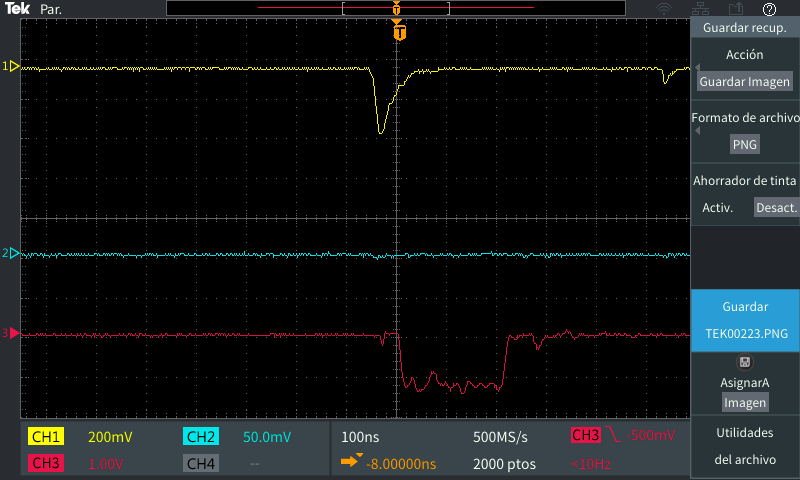 Tek Par.
T
T
?
Guardar recup.
Acción
Guardar Imagen
Formato de archivo
PNG
Ahorrador de tinta
Activ. Desact.
Guardar
TEK00223.PNG
AsignarA
Imagen
Utilidades
del archivo
1
2
3
CH1 200mV CH2 50.0mV 100ns 500MS/s CH3 -500mV
CH3 1.00V CH4 -- -8.00000ns 2000 ptos <10Hz